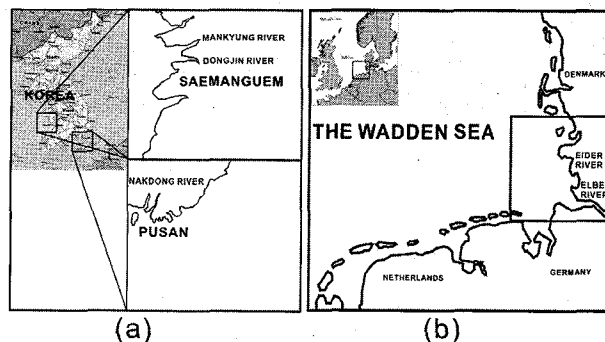 KOREA
MANKYUNG RIVER
DONGJIN RIVER
SAEMANGUEM
NAKDONG RIVER
PUSAN
(a)
DENMARK
THE WADDEN SEA
EIDER
RIVER
ELBE
RIVER
NETHERLANDS
GERMANY
(b)